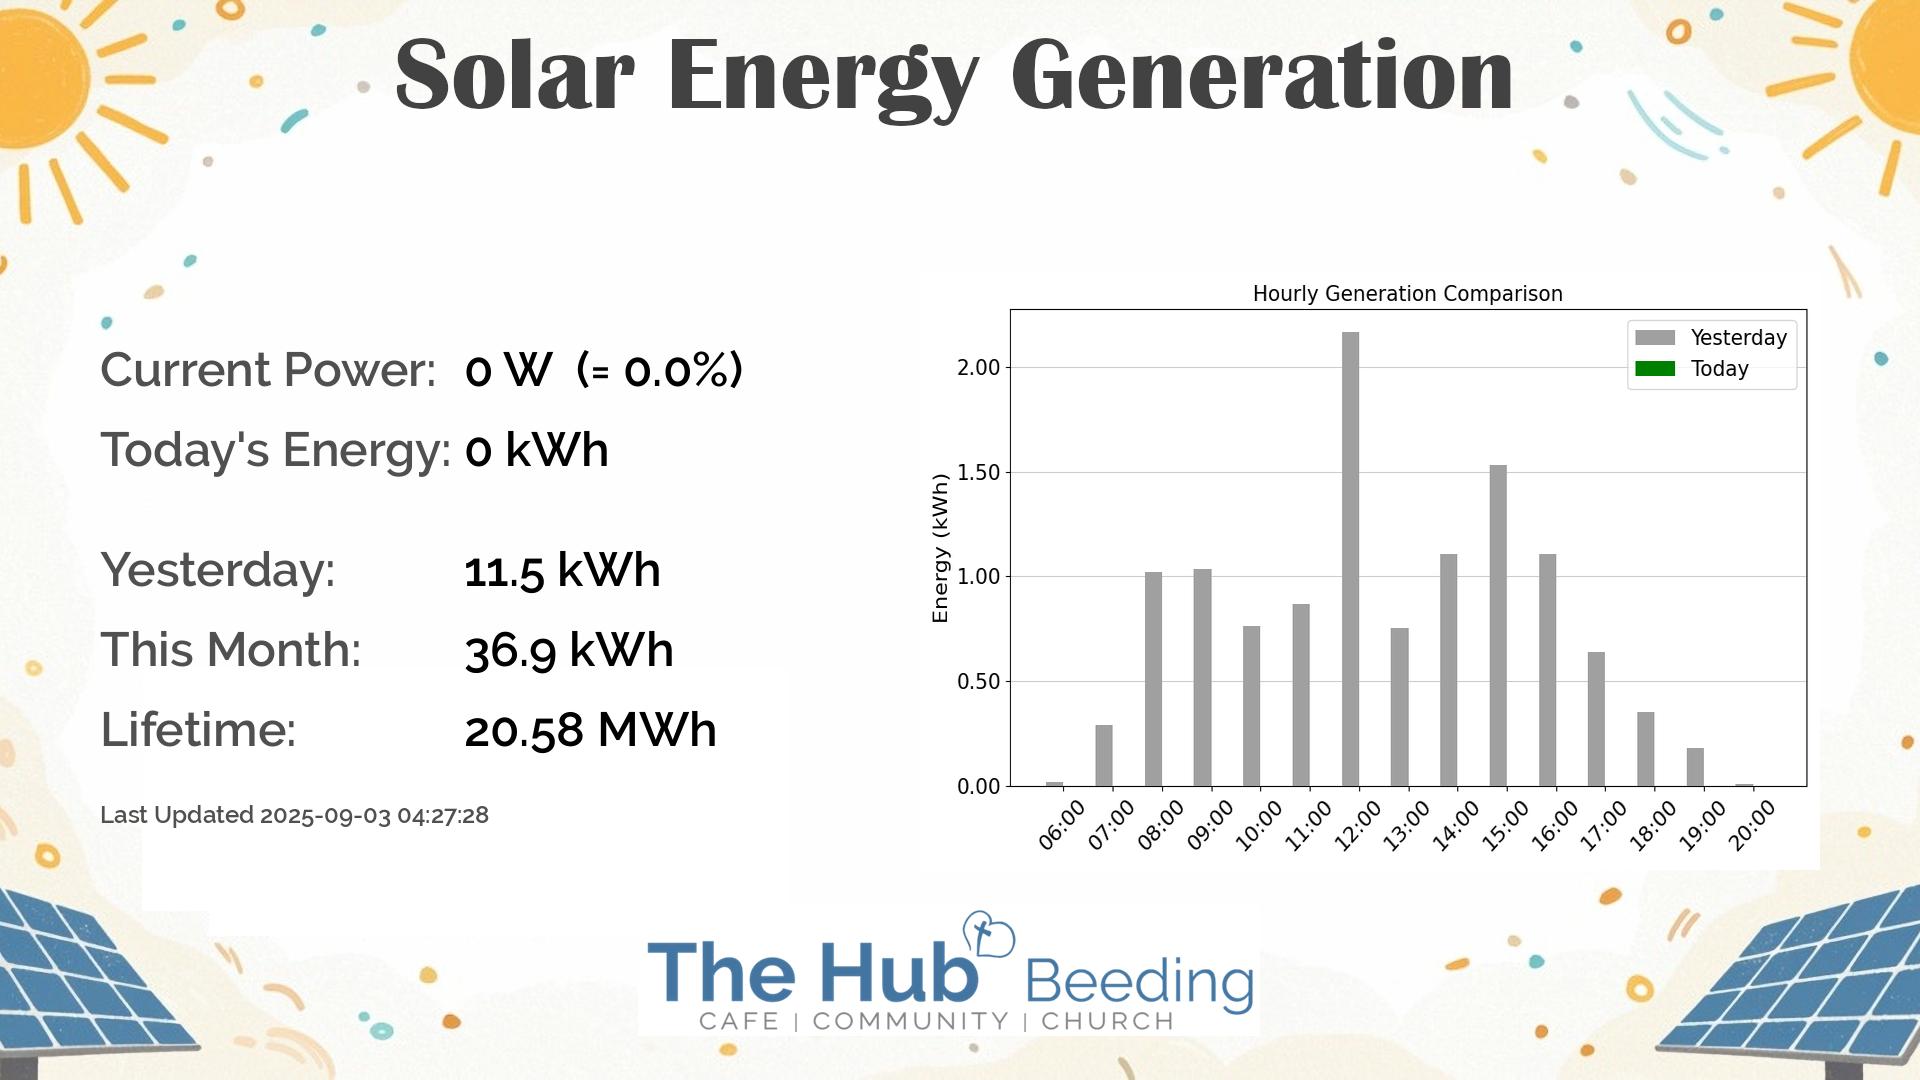 Solar Energy Generation
Current Power: 0 W (= 0.0%)
Today's Energy: 0 kWh
Yesterday: 11.5 kWh
This Month: 36.9 kWh
Lifetime: 20.58 MWh
Last Updated 2025-09-03 04:27:28
Hourly Generation Comparison
Yesterday
Today
Energy (kWh)
2.00
1.50
1.00
0.50
0.00
06:00 07:00 08:00 09:00 10:00 11:00 12:00 13:00 14:00 15:00 16:00 17:00 18:00 19:00 20:00
The Hub Beeding
CAFE | COMMUNITY | CHURCH